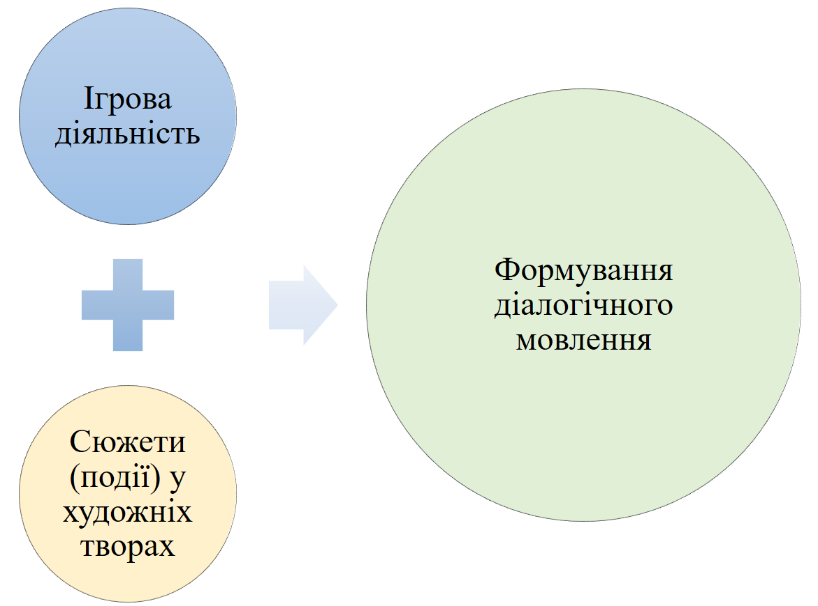 Ігрова
діяльність
Сюжети
(події) у
художніх
творах
Формування
діалогічного
мовлення